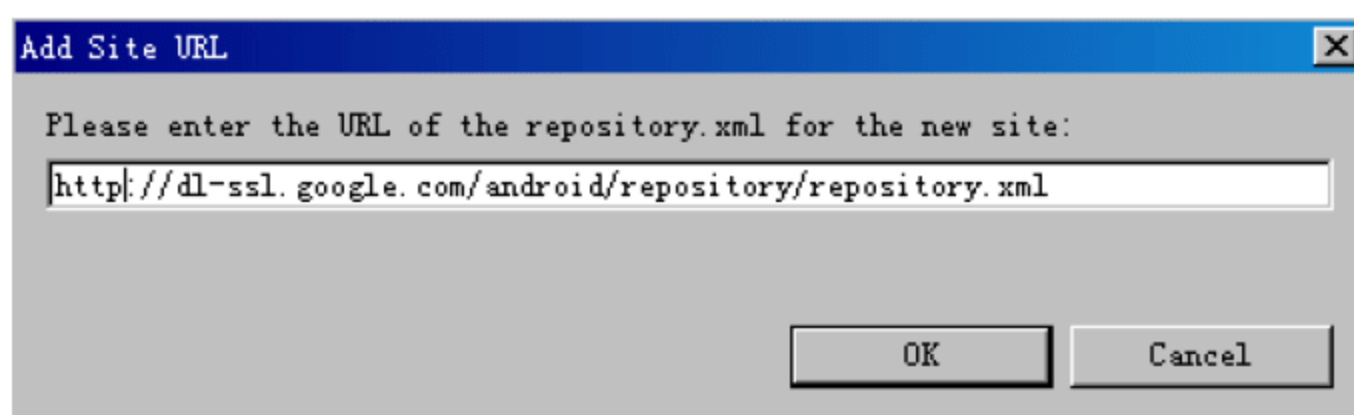 Add Site URL
Please enter the URL of the repository.xml for the new site:
http://dl-ssl.google.com/android/repository/repository.xml
OK Cancel